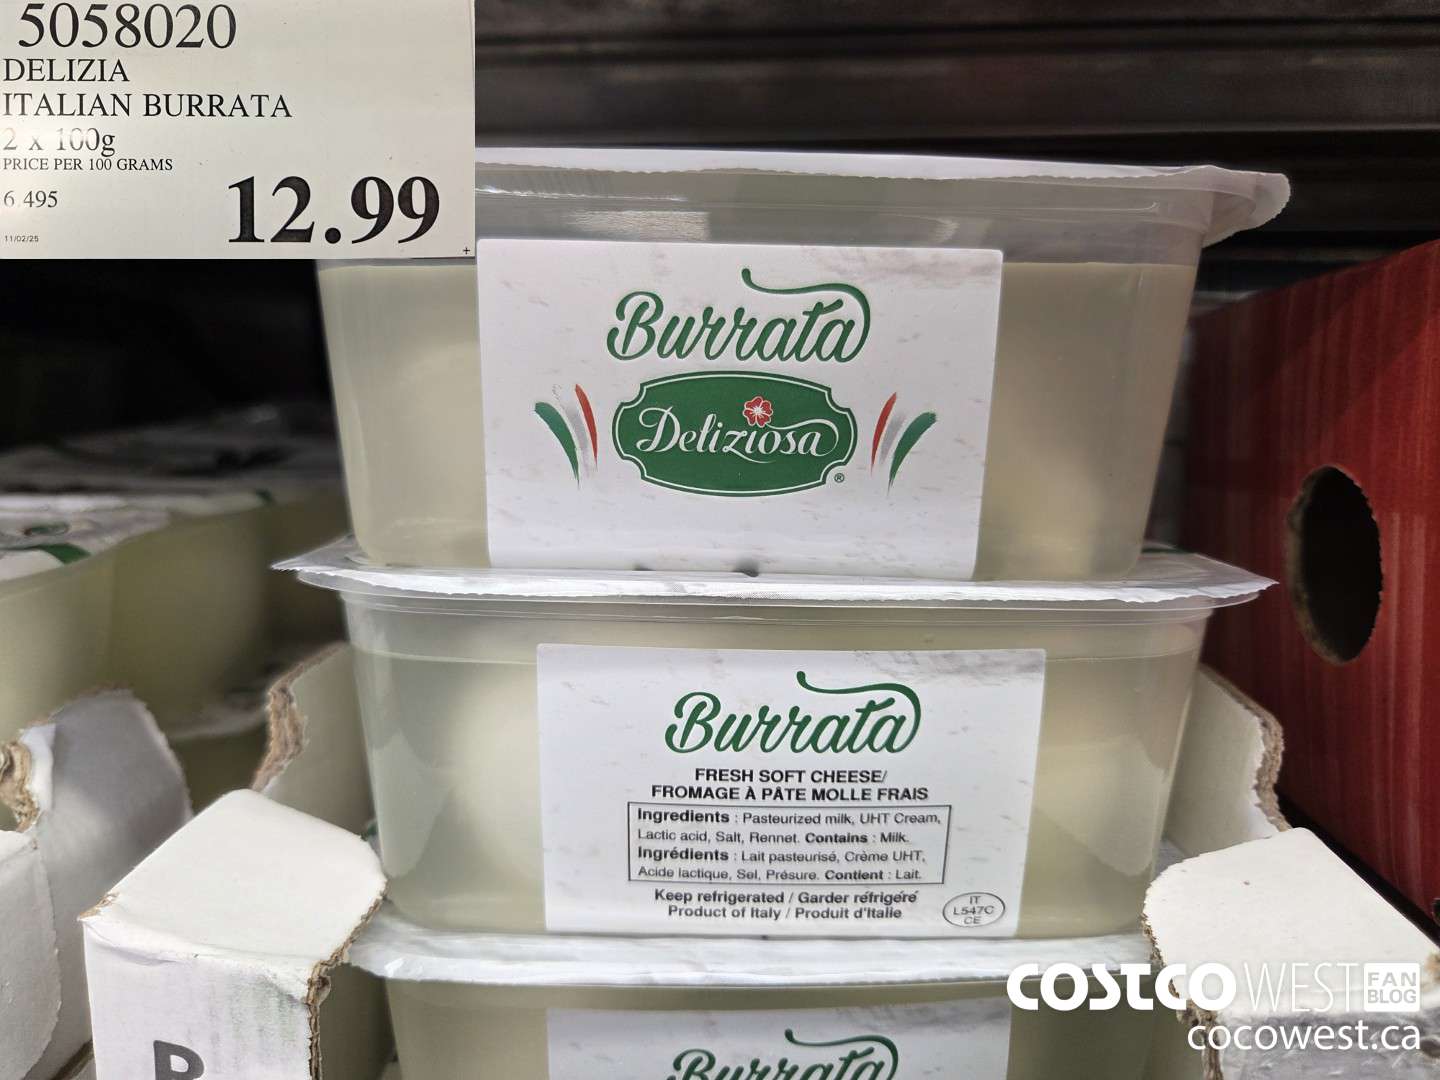 5058020
DELIZIA
ITALIAN BURRATA
2 x 100g
PRICE PER 100 GRAMS
6 495
12.99
11/02/25
+
Burrata
Deliziosa
®
Burrata
FRESH SOFT CHEESE/
FROMAGE À PÂTE MOLLE FRAIS
Ingredients : Pasteurized milk, UHT Cream,
Lactic acid, Salt, Rennet. Contains : Milk.
Ingrédients : Lait pasteurisé, Crème UHT,
Acide lactique, Sel, Présure. Contient : Lait.
Keep refrigerated / Garder réfrigéré
Product of Italy / Produit d'Italie
IT
L547C
CE
Burrata
COSTCO WEST FAN BLOG
cocowest.ca